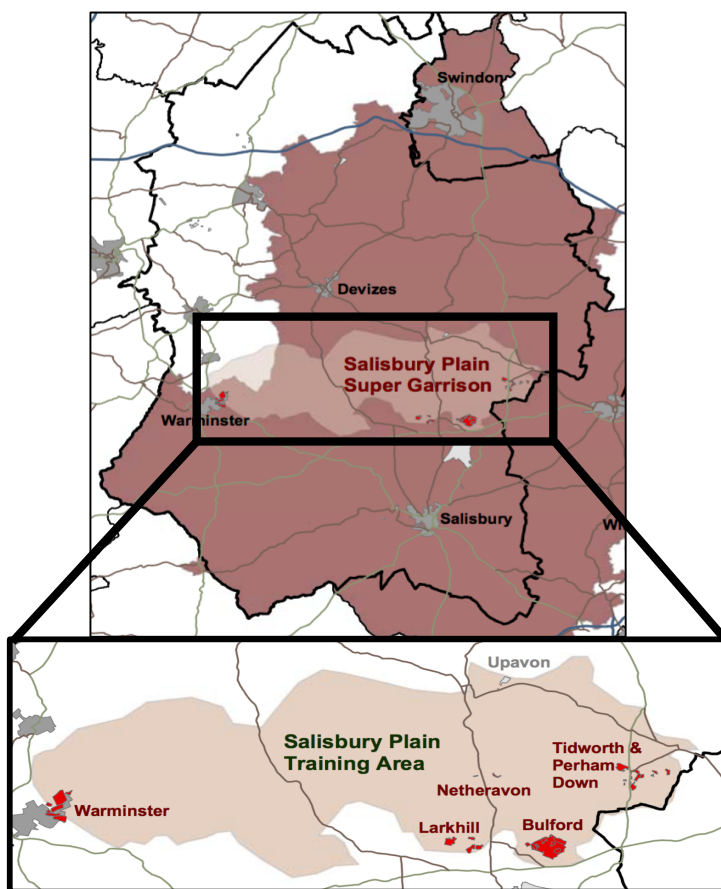 Swindon
Devizes
Salisbury Plain
Super Garrison
Warminster
Salisbury
Upavon
Salisbury Plain
Training Area
Tidworth &
Perham
Down
Netheravon
Warminster
Larkhill
Bulford